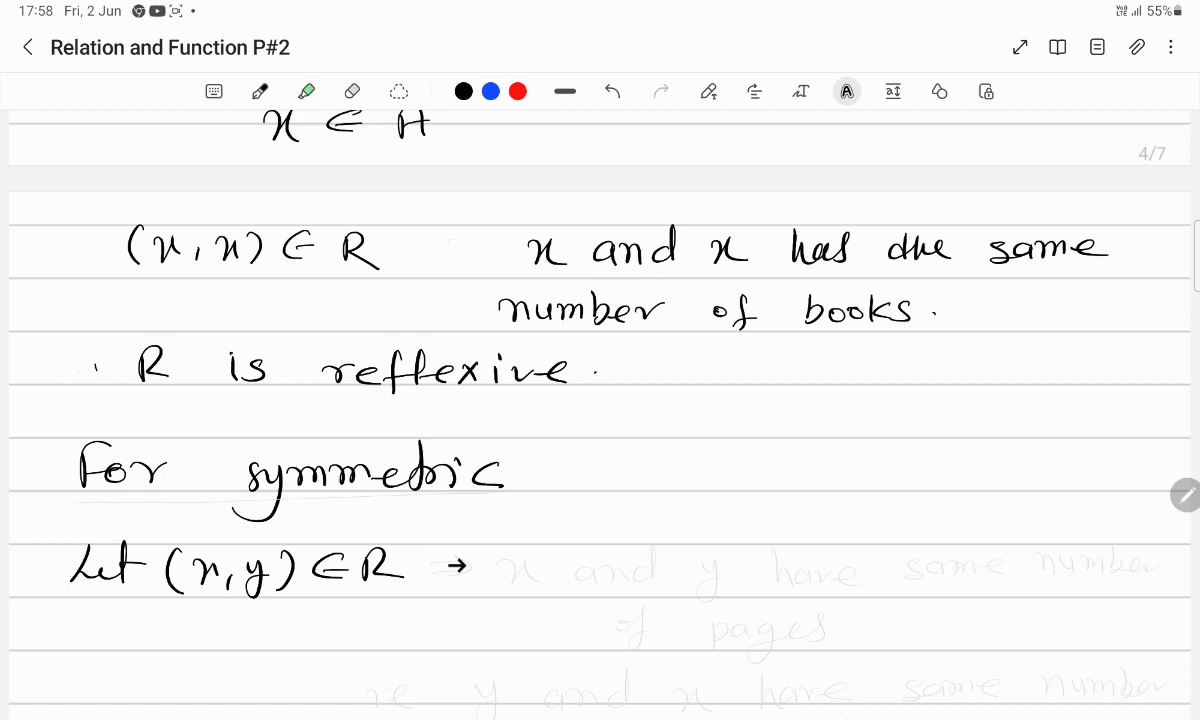 17:58 Fri, 2 Jun 55%
Relation and Function P#2
x ∈ A
4/7
(x, x) ∈ R x and x has the same
number of books.
R is reflexive.
For symmetric
Let (x, y) ∈ R → x and y have same number
of pages.
ie y and x have same number